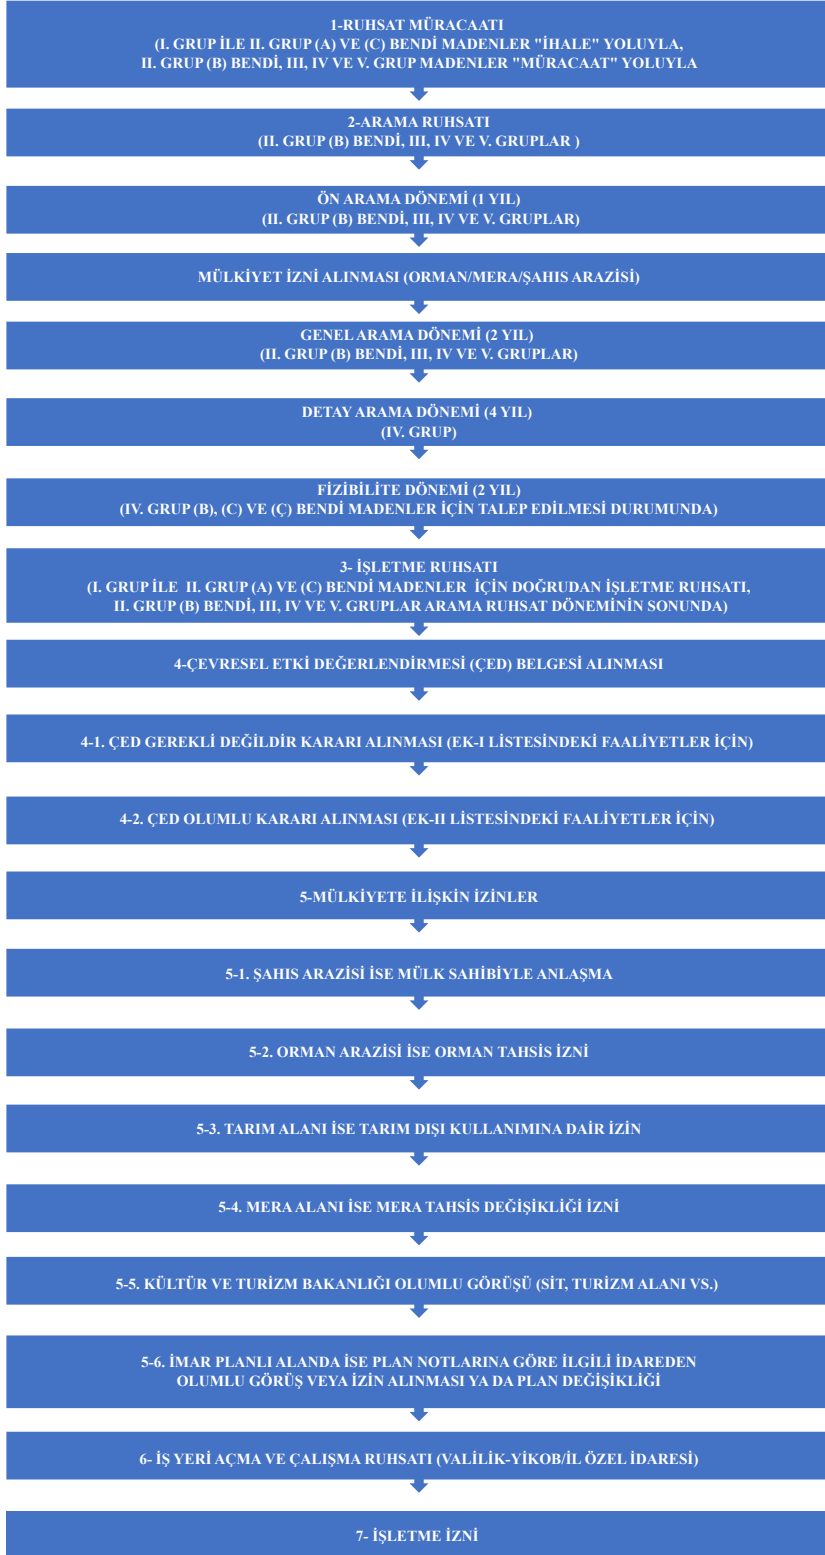 1-RUHSAT MÜRACAATI
(I. GRUP İLE II. GRUP (A) VE (C) BENDİ MADENLER "İHALE" YOLUYLA,
II. GRUP (B) BENDİ, III, IV VE V. GRUP MADENLER "MÜRACAAT" YOLUYLA
2-ARAMA RUHSATI
(II. GRUP (B) BENDİ, III, IV VE V. GRUPLAR )
ÖN ARAMA DÖNEMİ (1 YIL)
(II. GRUP (B) BENDİ, III, IV VE V. GRUPLAR)
MÜLKİYET İZNİ ALINMASI (ORMAN/MERA/ŞAHIS ARAZİSİ)
GENEL ARAMA DÖNEMİ (2 YIL)
(II. GRUP (B) BENDİ, III, IV VE V. GRUPLAR)
DETAY ARAMA DÖNEMİ (4 YIL)
(IV. GRUP)
FİZİBİLİTE DÖNEMİ (2 YIL)
(IV. GRUP (B), (C) VE (Ç) BENDİ MADENLER İÇİN TALEP EDİLMESİ DURUMUNDA)
3- İŞLETME RUHSATI
(I. GRUP İLE II. GRUP (A) VE (C) BENDİ MADENLER İÇİN DOĞRUDAN İŞLETME RUHSATI,
II. GRUP (B) BENDİ, III, IV VE V. GRUPLAR ARAMA RUHSAT DÖNEMİNİN SONUNDA)
4-ÇEVRESEL ETKİ DEĞERLENDİRMESİ (ÇED) BELGESİ ALINMASI
4-1. ÇED GEREKLİ DEĞİLDİR KARARI ALINMASI (EK-I LİSTESİNDEKİ FAALİYETLER İÇİN)
4-2. ÇED OLUMLU KARARI ALINMASI (EK-II LİSTESİNDEKİ FAALİYETLER İÇİN)
5-MÜLKİYETE İLİŞKİN İZİNLER
5-1. ŞAHIS ARAZİSİ İSE MÜLK SAHİBİYLE ANLAŞMA
5-2. ORMAN ARAZİSİ İSE ORMAN TAHSİS İZNİ
5-3. TARIM ALANI İSE TARIM DIŞI KULLANIMINA DAİR İZİN
5-4. MERA ALANI İSE MERA TAHSİS DEĞİŞİKLİĞİ İZNİ
5-5. KÜLTÜR VE TURİZM BAKANLIĞI OLUMLU GÖRÜŞÜ (SİT, TURİZM ALANI VS.)
5-6. İMAR PLANLI ALANDA İSE PLAN NOTLARINA GÖRE İLGİLİ İDAREDEN
OLUMLU GÖRÜŞ VEYA İZİN ALINMASI YA DA PLAN DEĞİŞİKLİĞİ
6- İŞ YERİ AÇMA VE ÇALIŞMA RUHSATI (VALİLİK-YİKOB/İL ÖZEL İDARESİ)
7- İŞLETME İZNİ